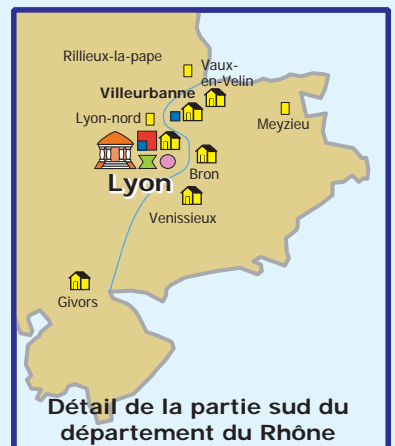 Rillieux-la-pape
Vaux-
en-Velin
Villeurbanne
Lyon-nord
Meyzieu
Bron
Lyon
Venissieux
Givors
Détail de la partie sud du
département du Rhône